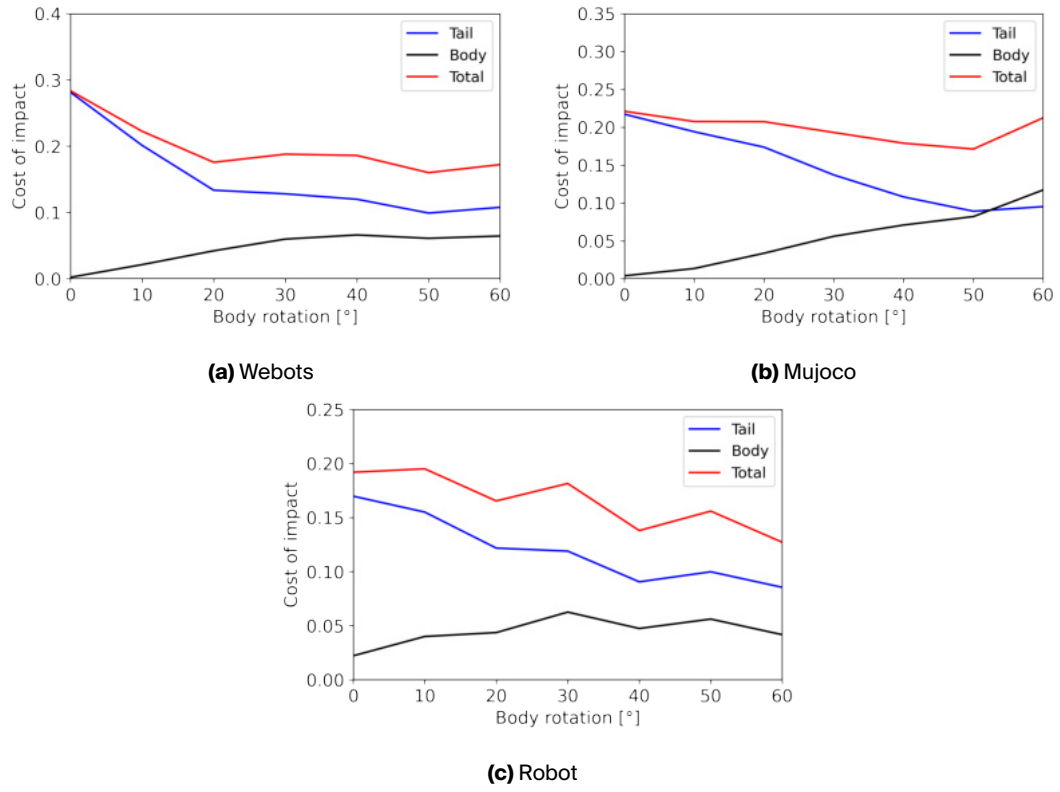 0.4
0.3
0.2
0.1
0.0
Cost of impact
0 10 20 30 40 50 60
Body rotation [°]
Tail
Body
Total
(a) Webots
0.35
0.30
0.25
0.20
0.15
0.10
0.05
0.00
Cost of impact
0 10 20 30 40 50 60
Body rotation [°]
Tail
Body
Total
(b) Mujoco
0.25
0.20
0.15
0.10
0.05
0.00
Cost of impact
0 10 20 30 40 50 60
Body rotation [°]
Tail
Body
Total
(c) Robot